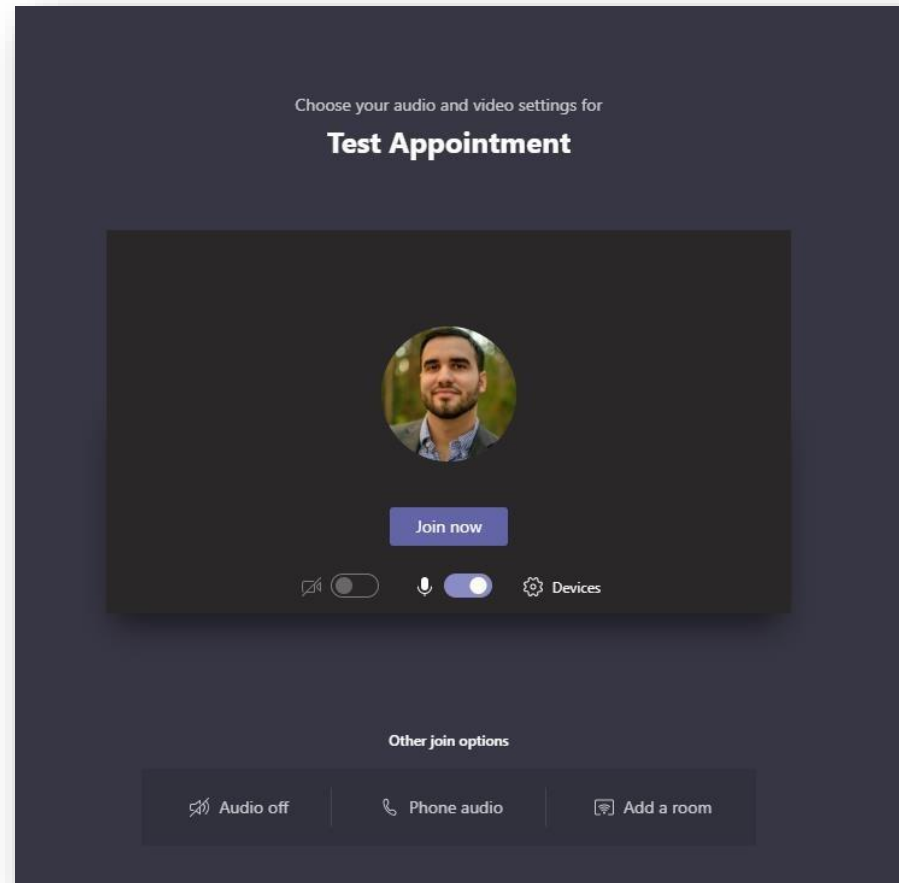 Choose your audio and video settings for
Test Appointment
Join now
Devices
Other join options
Audio off
Phone audio
Add a room